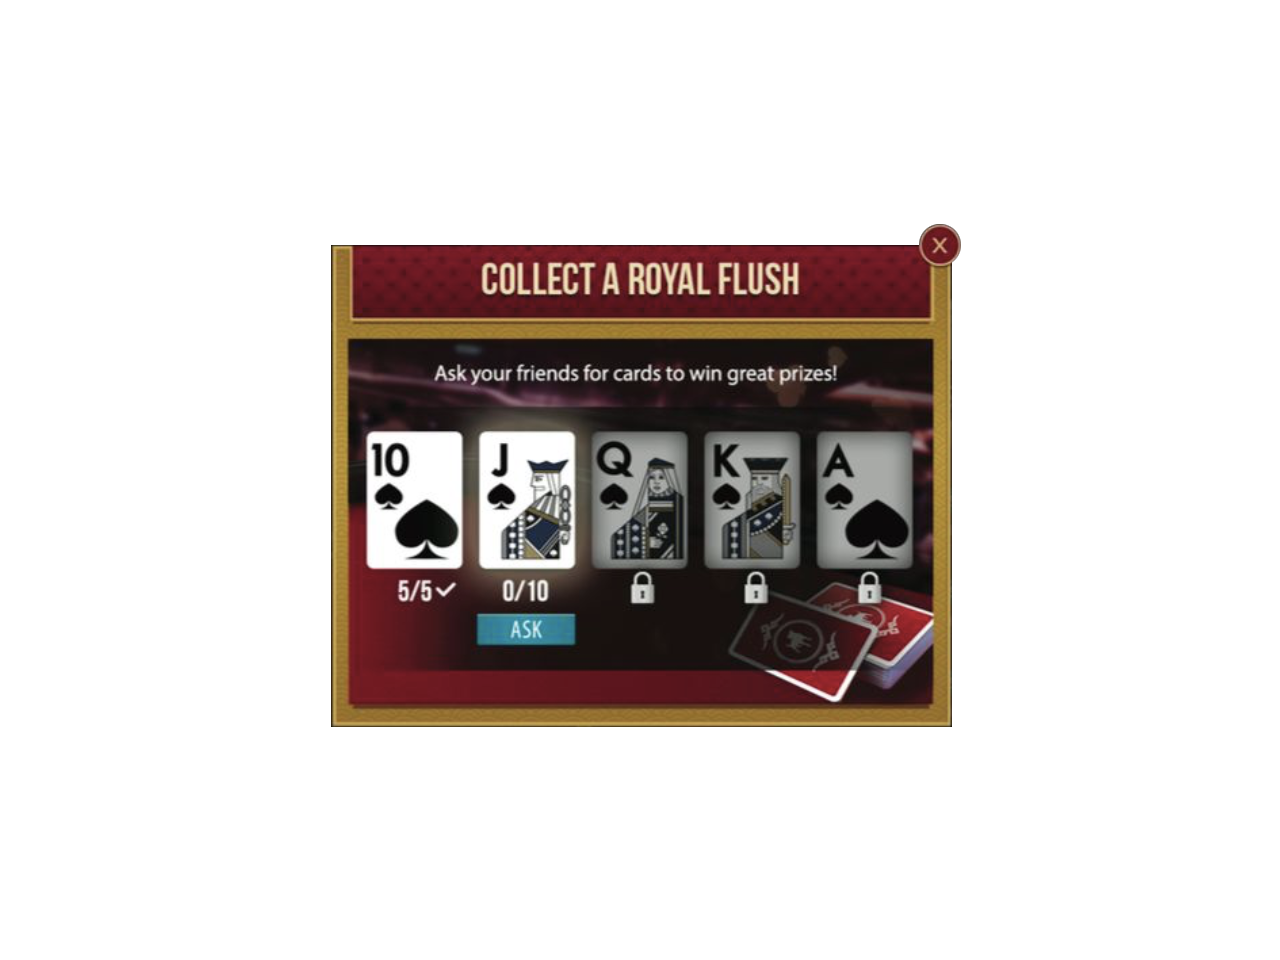 X
COLLECT A ROYAL FLUSH
Ask your friends for cards to win great prizes!
10 J Q K A
5/5 0/10
ASK